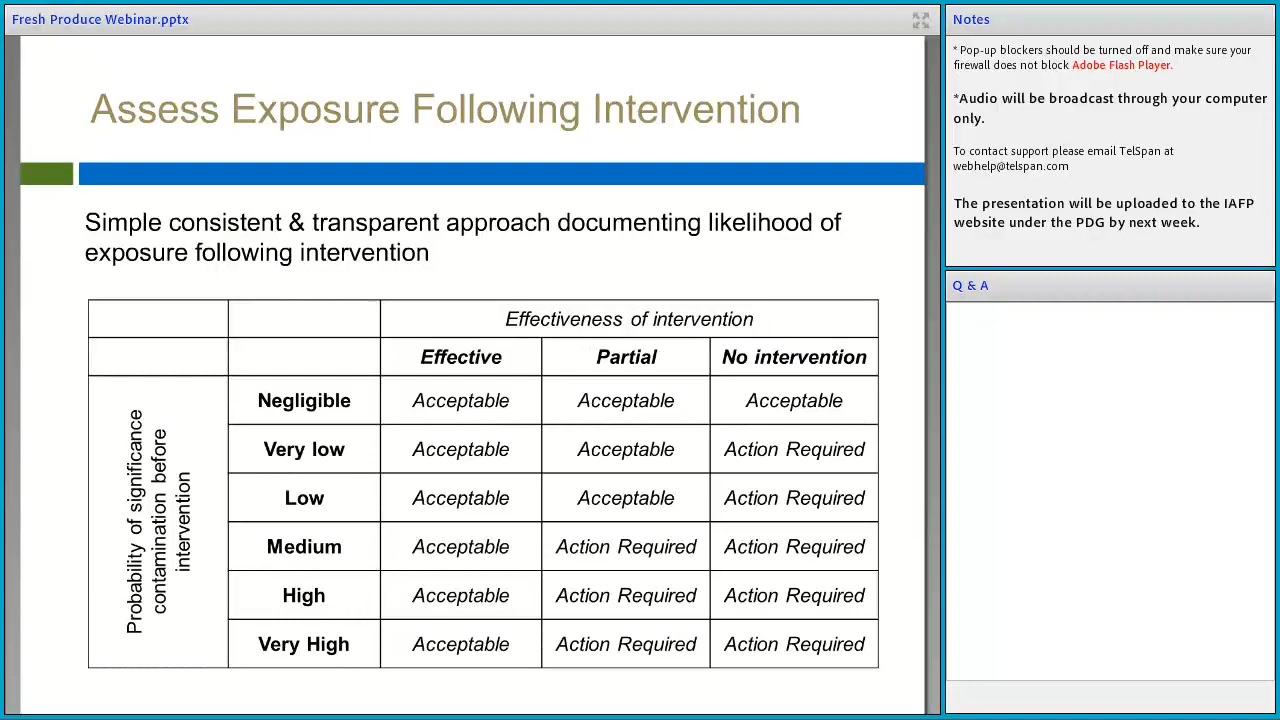 Fresh Produce Webinar.pptx
Assess Exposure Following Intervention
Simple consistent & transparent approach documenting likelihood of
exposure following intervention
Effectiveness of intervention
Effective Partial No intervention
Probability of significance
contamination before
intervention
Negligible Acceptable Acceptable Acceptable
Very low Acceptable Acceptable Action Required
Low Acceptable Acceptable Action Required
Medium Acceptable Action Required Action Required
High Acceptable Action Required Action Required
Very High Acceptable Action Required Action Required
Notes
* Pop-up blockers should be turned off and make sure your
firewall does not block Adobe Flash Player.
*Audio will be broadcast through your computer
only.
To contact support please email TelSpan at
webhelp@telspan.com
The presentation will be uploaded to the IAFP
website under the PDG by next week.
Q & A